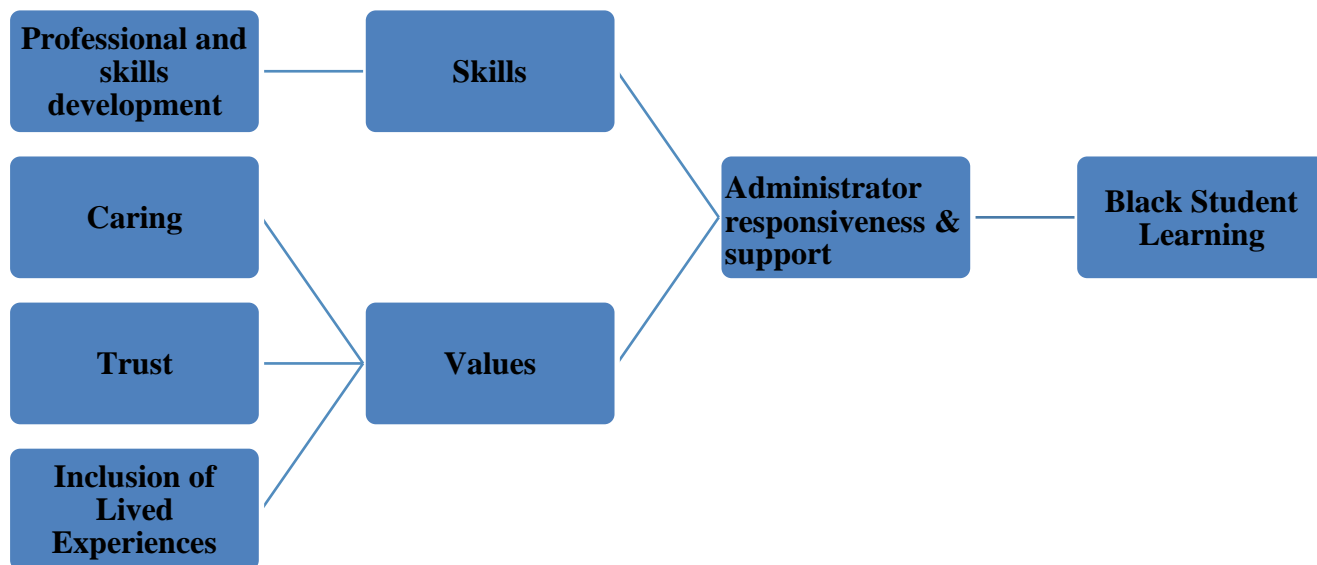 Professional and
skills
development
Skills
Caring
Administrator
responsiveness &
support
Black Student
Learning
Trust
Values
Inclusion of
Lived
Experiences